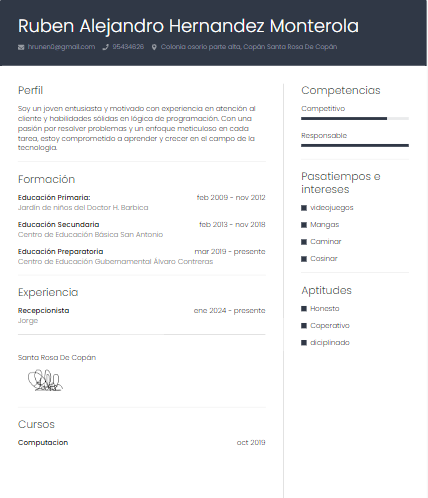 Ruben Alejandro Hernandez Monterola
hrunen0@gmail.com 95434626 Colonia osorio parte alta, Copán Santa Rosa De Copán
Perfil
Soy un joven entusiasta y motivado con experiencia en atención al
cliente y habilidades sólidas en lógica de programación. Con una
pasión por resolver problemas y un enfoque meticuloso en cada
tarea, estoy comprometido a aprender y crecer en el campo de la
tecnología.
Formación
Educación Primaria: feb 2009 - nov 2012
Jardín de niños del Doctor H. Barbica
Educación Secundaria feb 2013 - nov 2018
Centro de Educación Básica San Antonio
Educación Preparatoria mar 2019 - presente
Centro de Educación Gubernamental Álvaro Contreras
Experiencia
Recepcionista ene 2024 - presente
Jorge
Santa Rosa De Copán
Cursos
Computacion oct 2019
Competencias
Competitivo
Responsable
Pasatiempos e
intereses
videojuegos
Mangas
Caminar
Cosinar
Aptitudes
Honesto
Coperativo
diciplinado